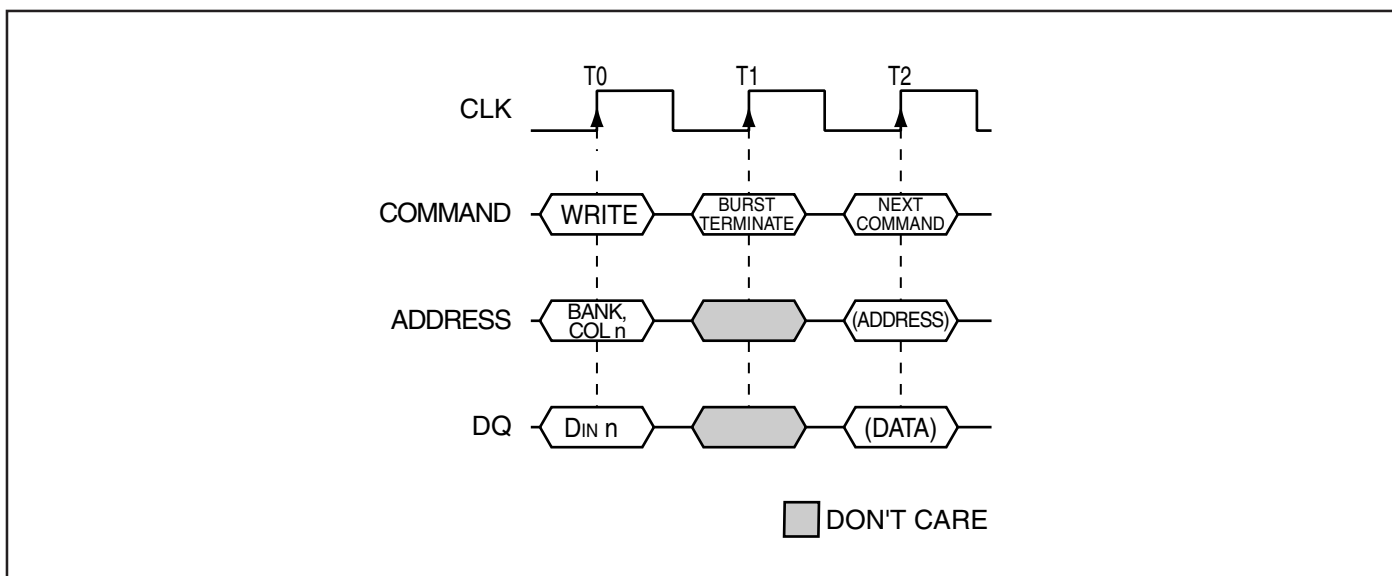 T0 T1 T2
CLK
COMMAND WRITE BURST TERMINATE NEXT COMMAND
ADDRESS BANK, COL n (ADDRESS)
DQ DIN n (DATA)
DON'T CARE